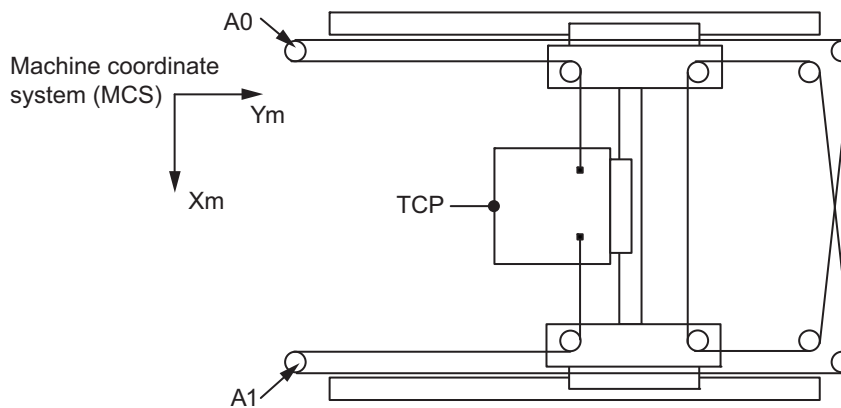 A0
Machine coordinate
system (MCS)
Ym
Xm
TCP
A1